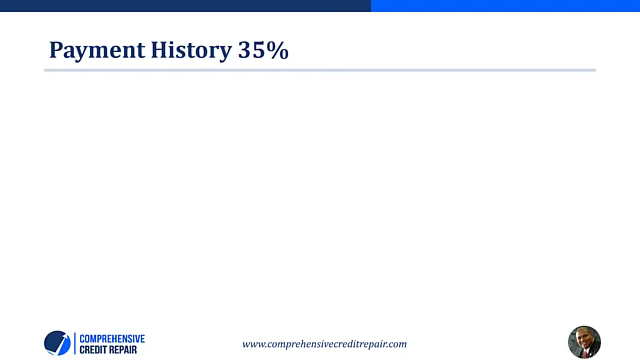 Payment History 35%
COMPREHENSIVE
CREDIT REPAIR
www.comprehensivecreditrepair.com